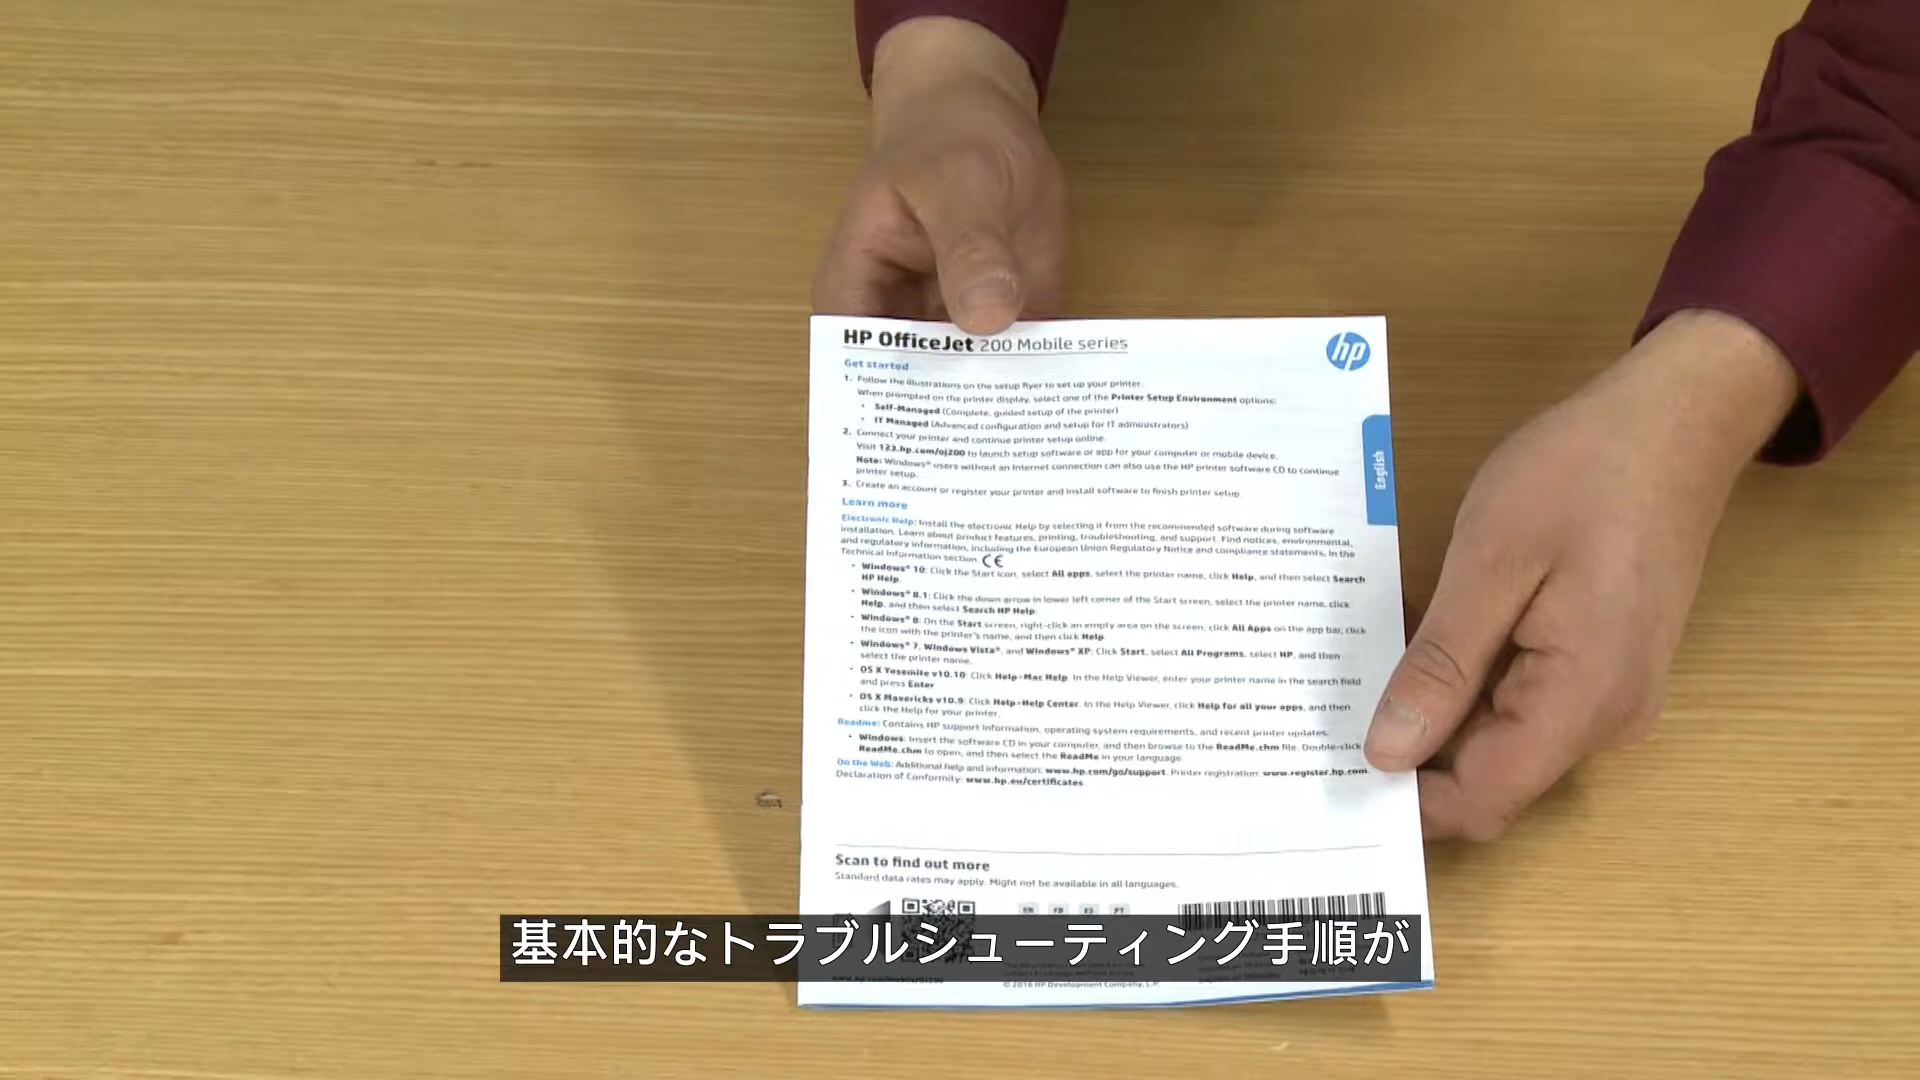 HP OfficeJet 200 Mobile series
hp
Get started
1. Follow the illustrations on the setup flyer to set up your printer.
When prompted on the printer display, select one of the Printer Setup Environment options:
• Self-Managed (Complete, guided setup of the printer)
• IT Managed (Advanced configuration and setup for IT administrators)
2. Connect your printer and continue printer setup online.
Visit 123.hp.com/oj200 to launch setup software or app for your computer or mobile device.
Note: Windows® users without an Internet connection can also use the HP printer software CD to continue
printer setup.
3. Create an account or register your printer and install software to finish printer setup.
English
Learn more
Electronic Help: Install the electronic Help by selecting it from the recommended software during software
installation. Learn about product features, printing, troubleshooting, and support. Find notices, environmental,
and regulatory information, including the European Union Regulatory Notice and compliance statements, in the
Technical Information section. CE
• Windows® 10: Click the Start icon, select All apps, select the printer name, click Help, and then select Search
HP Help.
• Windows® 8.1: Click the down arrow in lower left corner of the Start screen, select the printer name, click
Help, and then select Search HP Help.
• Windows® 8: On the Start screen, right-click an empty area on the screen, click All Apps on the app bar, click
the icon with the printer's name, and then click Help.
• Windows® 7, Windows Vista®, and Windows® XP: Click Start, select All Programs, select HP, and then
select the printer name.
• OS X Yosemite v10.10: Click Help>Mac Help. In the Help Viewer, enter your printer name in the search field
and press Enter
• OS X Mavericks v10.9: Click Help>Help Center. In the Help Viewer, click Help for all your apps, and then
click the Help for your printer.
Readme: Contains HP support information, operating system requirements, and recent printer updates.
• Windows: Insert the software CD in your computer, and then browse to the ReadMe.chm file. Double-click
ReadMe.chm to open, and then select the ReadMe in your language.
On the Web: Additional help and information: www.hp.com/go/support. Printer registration: www.register.hp.com.
Declaration of Conformity: www.hp.eu/certificates
Scan to find out more
Standard data rates may apply. Might not be available in all languages.
EN FR ES PT
基本的なトラブルシューティング手順が
© 2016 HP Development Company, L.P.